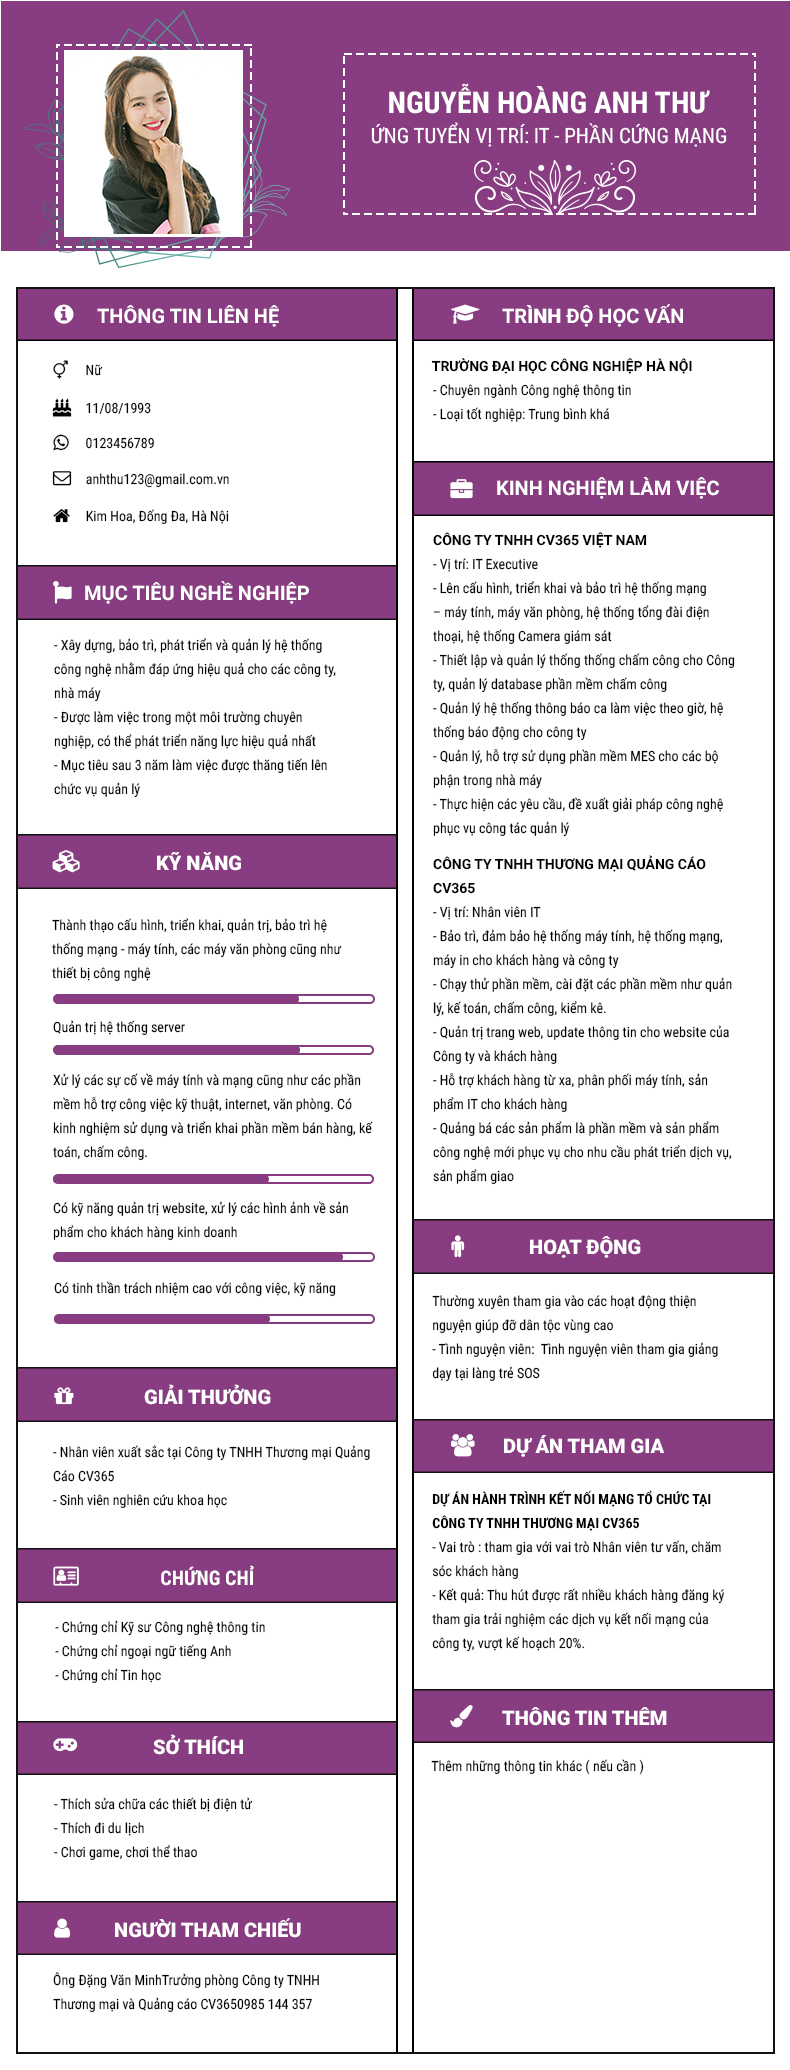 NGUYỄN HOÀNG ANH THƯ
ỨNG TUYỂN VỊ TRÍ: IT - PHẦN CỨNG MẠNG
THÔNG TIN LIÊN HỆ
Nữ
11/08/1993
0123456789
anhthu123@gmail.com.vn
Kim Hoa, Đống Đa, Hà Nội
MỤC TIÊU NGHỀ NGHIỆP
- Xây dựng, bảo trì, phát triển và quản lý hệ thống
công nghệ nhằm đáp ứng hiệu quả cho các công ty,
nhà máy
- Được làm việc trong một môi trường chuyên
nghiệp, có thể phát triển năng lực hiệu quả nhất
- Mục tiêu sau 3 năm làm việc được thăng tiến lên
chức vụ quản lý
KỸ NĂNG
Thành thạo cấu hình, triển khai, quản trị, bảo trì hệ
thống mạng - máy tính, các máy văn phòng cũng như
thiết bị công nghệ
Quản trị hệ thống server
Xử lý các sự cố về máy tính và mạng cũng như các phần
mềm hỗ trợ công việc kỹ thuật, internet, văn phòng. Có
kinh nghiệm sử dụng và triển khai phần mềm bán hàng, kế
toán, chấm công.
Có kỹ năng quản trị website, xử lý các hình ảnh về sản
phẩm cho khách hàng kinh doanh
Có tinh thần trách nhiệm cao với công việc, kỹ năng
GIẢI THƯỞNG
- Nhân viên xuất sắc tại Công ty TNHH Thương mại Quảng
Cáo CV365
- Sinh viên nghiên cứu khoa học
CHỨNG CHỈ
- Chứng chỉ Kỹ sư Công nghệ thông tin
- Chứng chỉ ngoại ngữ tiếng Anh
- Chứng chỉ Tin học
SỞ THÍCH
- Thích sửa chữa các thiết bị điện tử
- Thích đi du lịch
- Chơi game, chơi thể thao
NGƯỜI THAM CHIẾU
Ông Đặng Văn MinhTrưởng phòng Công ty TNHH
Thương mại và Quảng cáo CV3650985 144 357
TRÌNH ĐỘ HỌC VẤN
TRƯỜNG ĐẠI HỌC CÔNG NGHIỆP HÀ NỘI
- Chuyên ngành Công nghệ thông tin
- Loại tốt nghiệp: Trung bình khá
KINH NGHIỆM LÀM VIỆC
CÔNG TY TNHH CV365 VIỆT NAM
- Vị trí: IT Executive
- Lên cấu hình, triển khai và bảo trì hệ thống mạng
– máy tính, máy văn phòng, hệ thống tổng đài điện
thoại, hệ thống Camera giám sát
- Thiết lập và quản lý thống thống chấm công cho Công
ty, quản lý database phần mềm chấm công
- Quản lý hệ thống thông báo ca làm việc theo giờ, hệ
thống báo động cho công ty
- Quản lý, hỗ trợ sử dụng phần mềm MES cho các bộ
phận trong nhà máy
- Thực hiện các yêu cầu, đề xuất giải pháp công nghệ
phục vụ công tác quản lý
CÔNG TY TNHH THƯƠNG MẠI QUẢNG CÁO
CV365
- Vị trí: Nhân viên IT
- Bảo trì, đảm bảo hệ thống máy tính, hệ thống mạng,
máy in cho khách hàng và công ty
- Chạy thử phần mềm, cài đặt các phần mềm như quản
lý, kế toán, chấm công, kiểm kê.
- Quản trị trang web, update thông tin cho website của
Công ty và khách hàng
- Hỗ trợ khách hàng từ xa, phân phối máy tính, sản
phẩm IT cho khách hàng
- Quảng bá các sản phẩm là phần mềm và sản phẩm
công nghệ mới phục vụ cho nhu cầu phát triển dịch vụ,
sản phẩm giao
HOẠT ĐỘNG
Thường xuyên tham gia vào các hoạt động thiện
nguyện giúp đỡ dân tộc vùng cao
- Tình nguyện viên:  Tình nguyện viên tham gia giảng
dạy tại làng trẻ SOS
DỰ ÁN THAM GIA
DỰ ÁN HÀNH TRÌNH KẾT NỐI MẠNG TỔ CHỨC TẠI
CÔNG TY TNHH THƯƠNG MẠI CV365
- Vai trò : tham gia với vai trò Nhân viên tư vấn, chăm
sóc khách hàng
- Kết quả: Thu hút được rất nhiều khách hàng đăng ký
tham gia trải nghiệm các dịch vụ kết nối mạng của
công ty, vượt kế hoạch 20%.
THÔNG TIN THÊM
Thêm những thông tin khác ( nếu cần )